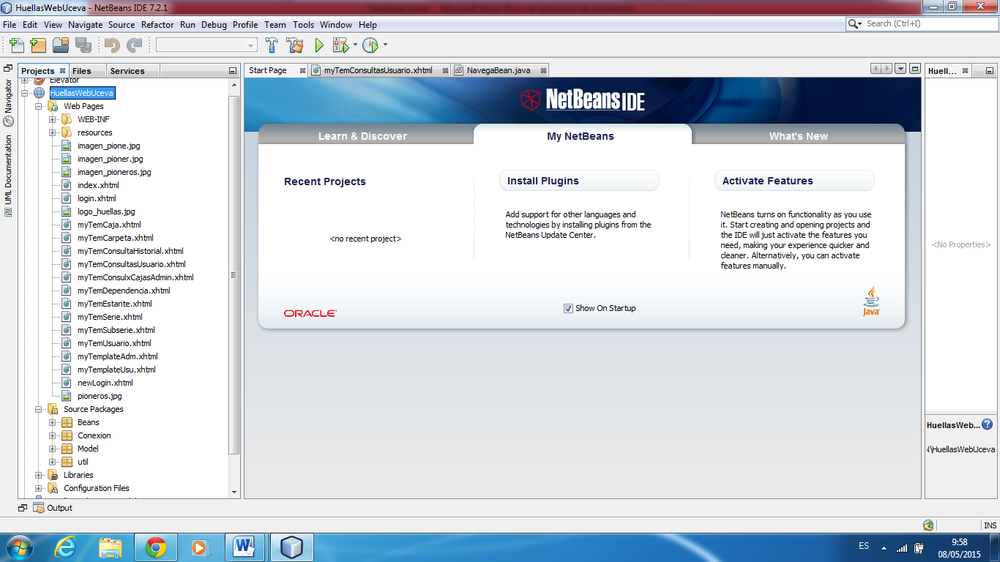 HuellasWebUceva - NetBeans IDE 7.2.1
File Edit View Navigate Source Refactor Run Debug Profile Team Tools Window Help
Search (Ctrl+I)
Navigator
UML Documentation
Projects Files Services
Elevator
HuellasWebUceva
Web Pages
WEB-INF
resources
imagen_pione.jpg
imagen_pioner.jpg
imagen_pioneros.jpg
index.xhtml
login.xhtml
logo_huellas.jpg
myTemCaja.xhtml
myTemCarpeta.xhtml
myTemConsultaHistorial.xhtml
myTemConsultasUsuario.xhtml
myTemConsulxCajasAdmin.xhtml
myTemDependencia.xhtml
myTemEstante.xhtml
myTemSerie.xhtml
myTemSubserie.xhtml
myTemUsuario.xhtml
myTemplateAdm.xhtml
myTemplateUsu.xhtml
newLogin.xhtml
pioneros.jpg
Source Packages
Beans
Conexion
Model
util
Libraries
Configuration Files
Start Page myTemConsultasUsuario.xhtml NavegaBean.java
NetBeans IDE
Learn & Discover My NetBeans What's New
Recent Projects
<no recent project>
Install Plugins
Add support for other languages and
technologies by installing plugins from the
NetBeans Update Center.
Activate Features
NetBeans turns on functionality as you use
it. Start creating and opening projects and
the IDE will just activate the features you
need, making your experience quicker and
cleaner. Alternatively, you can activate
features manually.
ORACLE
Show On Startup
Java
Huell...
<No Properties>
HuellasWeb...
\HuellasWebUceva
Output
INS
ES
9:58
08/05/2015